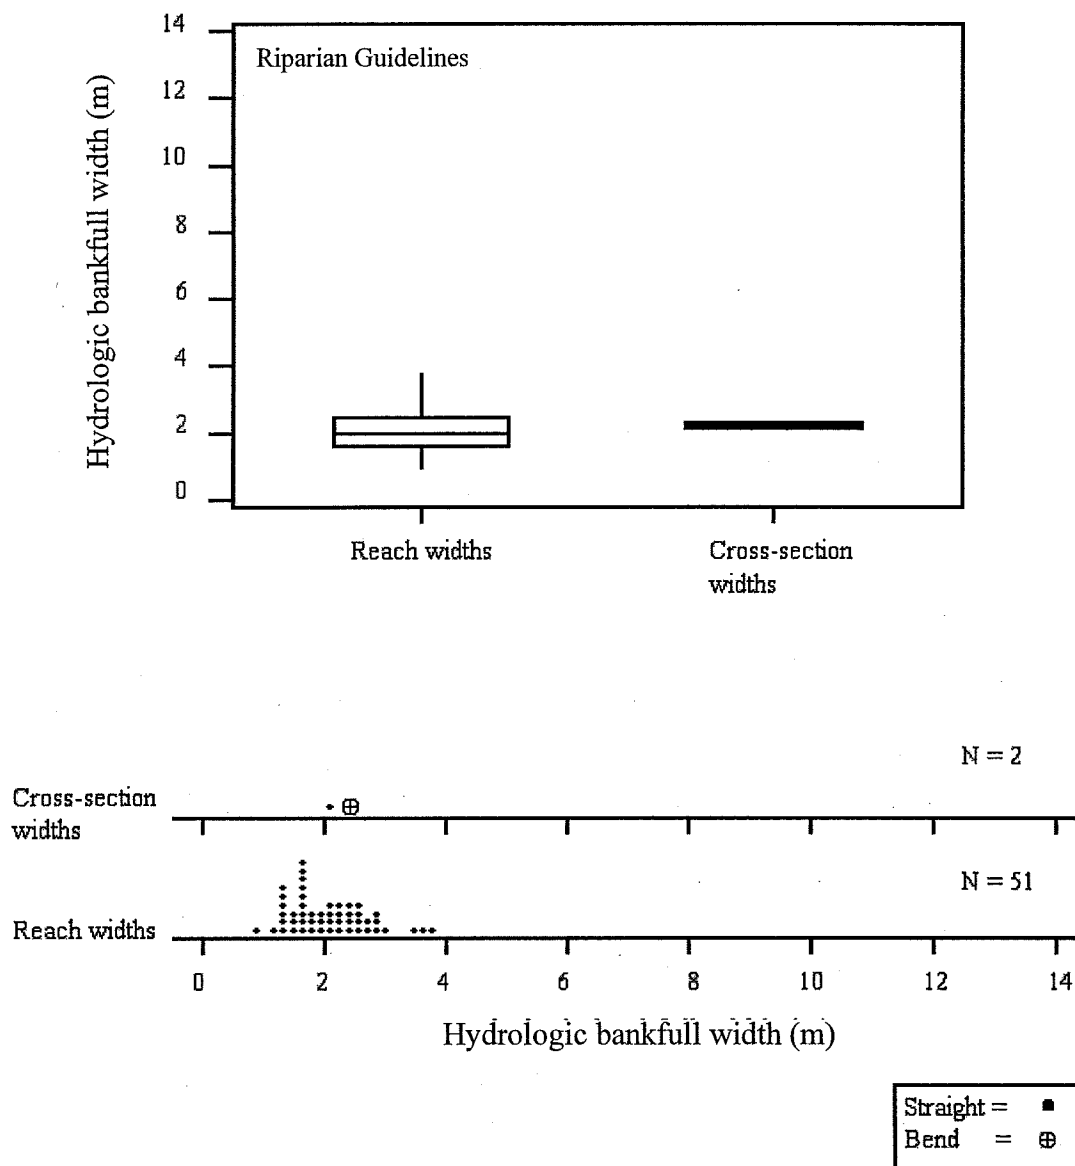 14
Riparian Guidelines
12
10
8
6
4
2
0
Hydrologic bankfull width (m)
Reach widths
Cross-section
widths
N = 2
Cross-section
widths
N = 51
Reach widths
0 2 4 6 8 10 12 14
Hydrologic bankfull width (m)
Straight =
Bend =